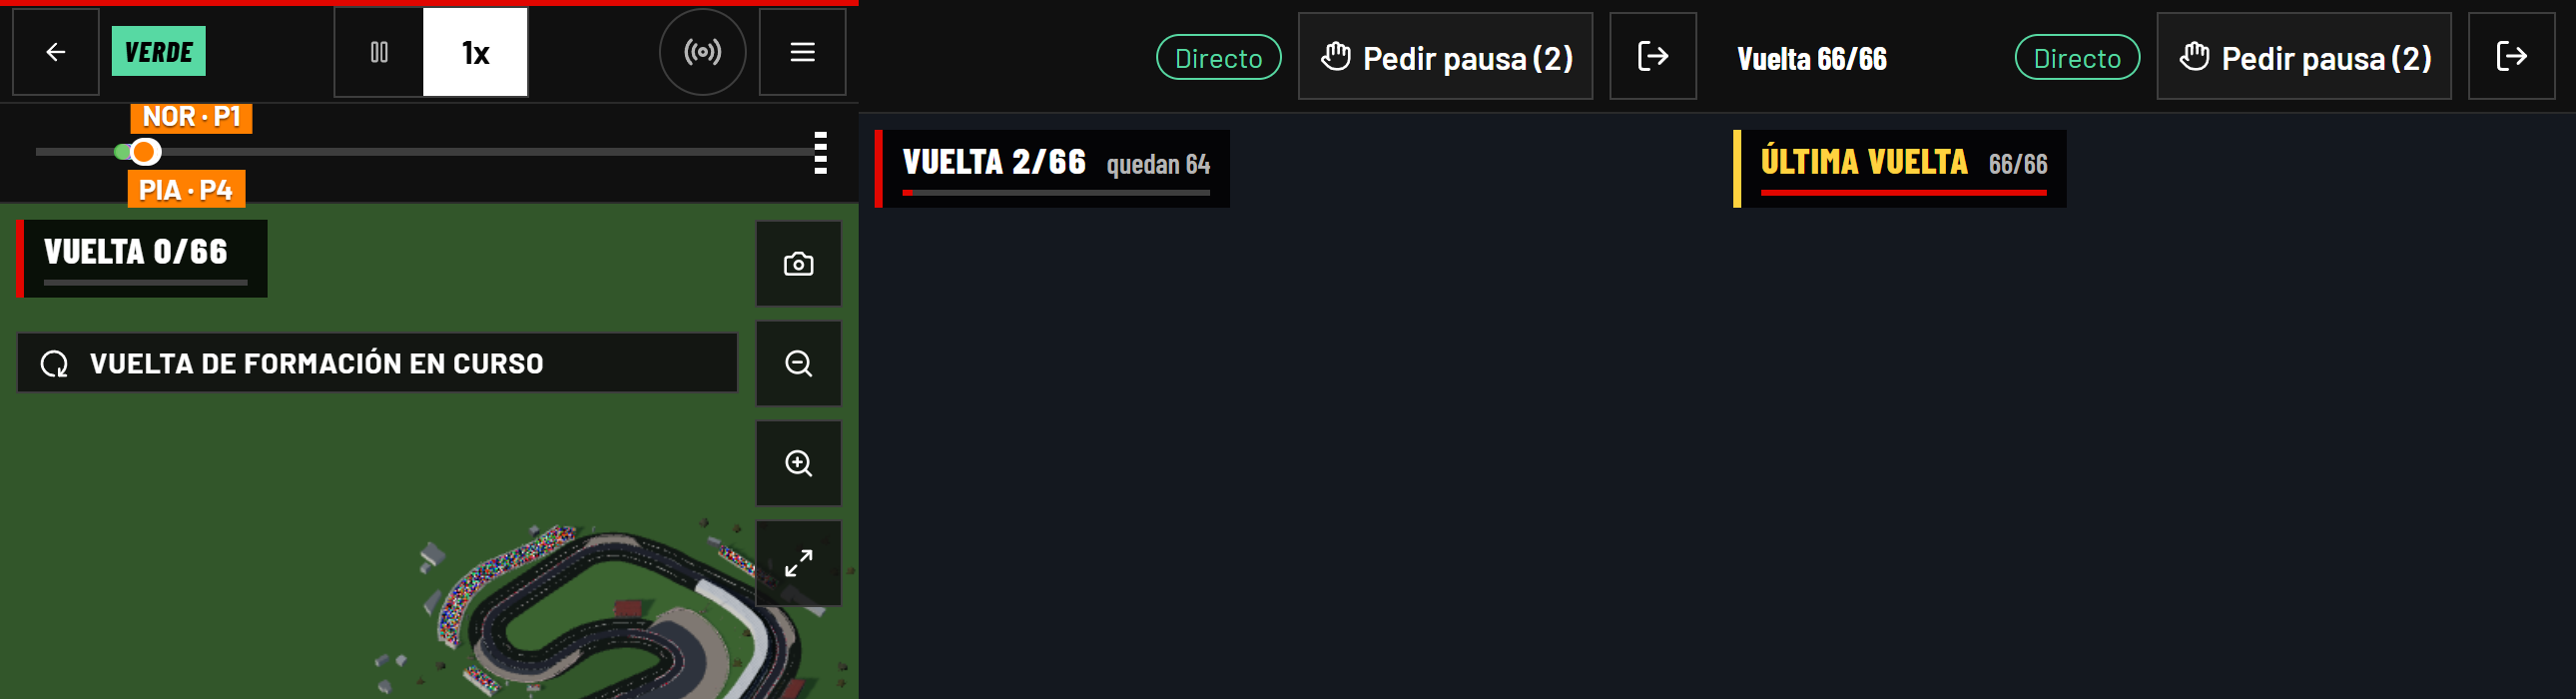 VERDE
1x
NOR · P1
PIA · P4
VUELTA 0/66
VUELTA DE FORMACIÓN EN CURSO
Directo
Pedir pausa (2)
VUELTA 2/66 quedan 64
Vuelta 66/66
Directo
Pedir pausa (2)
ÚLTIMA VUELTA 66/66